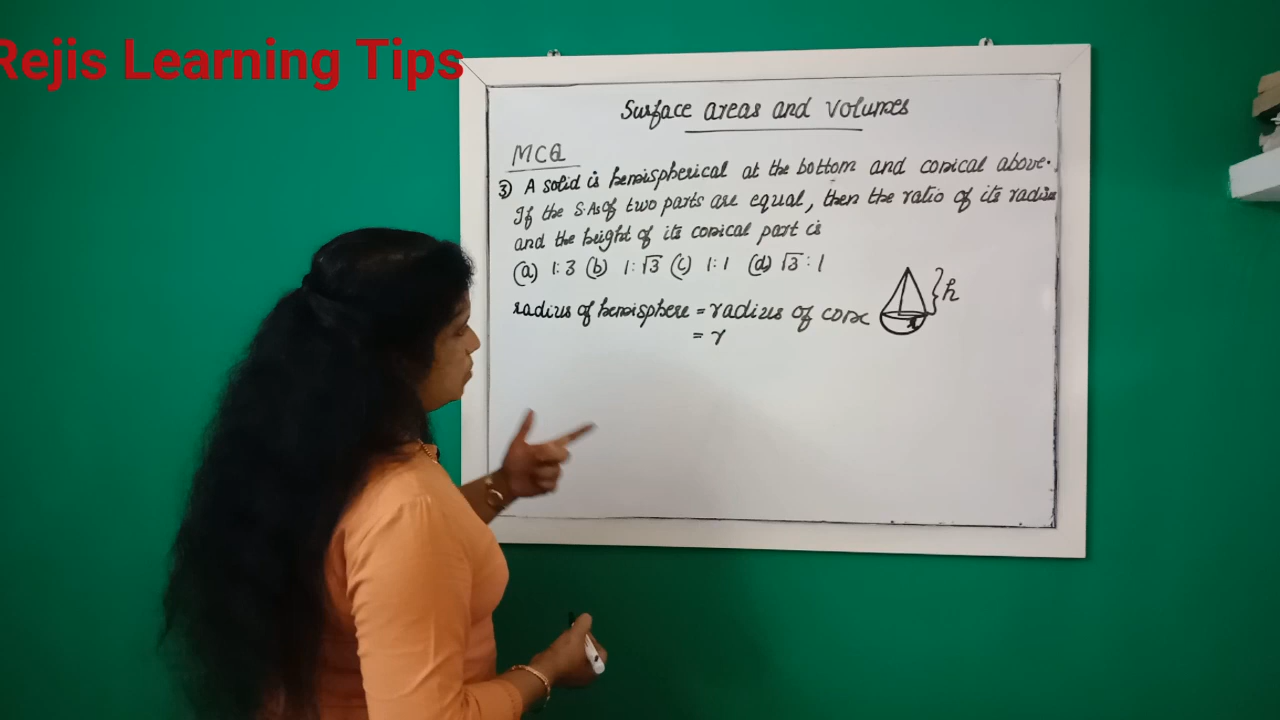 Rejis Learning Tips
Surface areas and volumes
MCQ
③ A solid is hemispherical at the bottom and conical above.
If the S.As of two parts are equal, then the ratio of its radius
and the height of its conical part is
(a) 1:3 (b) 1:√3 (c) 1:1 (d) √3:1
radius of hemisphere = radius of cone
= r
h
r